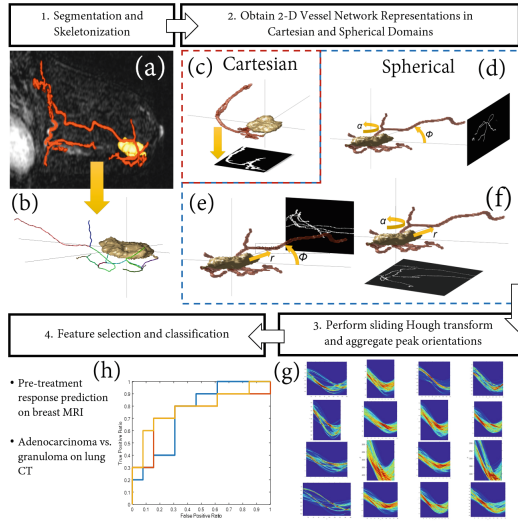 1. Segmentation and
Skeletonization
2. Obtain 2-D Vessel Network Representations in
Cartesian and Spherical Domains
(a)
(b)
(c)
Cartesian
Spherical
(d)
α
Φ
(e)
r
Φ
(f)
α
r
4. Feature selection and classification
3. Perform sliding Hough transform
and aggregate peak orientations
• Pre-treatment
response prediction
on breast MRI
• Adenocarcinoma vs.
granuloma on lung
CT
(h)
True Positive Ratio
1
0.9
0.8
0.7
0.6
0.5
0.4
0.3
0.2
0.1
0
0 0.1 0.2 0.3 0.4 0.5 0.6 0.7 0.8 0.9 1
False Positive Ratio
(g)